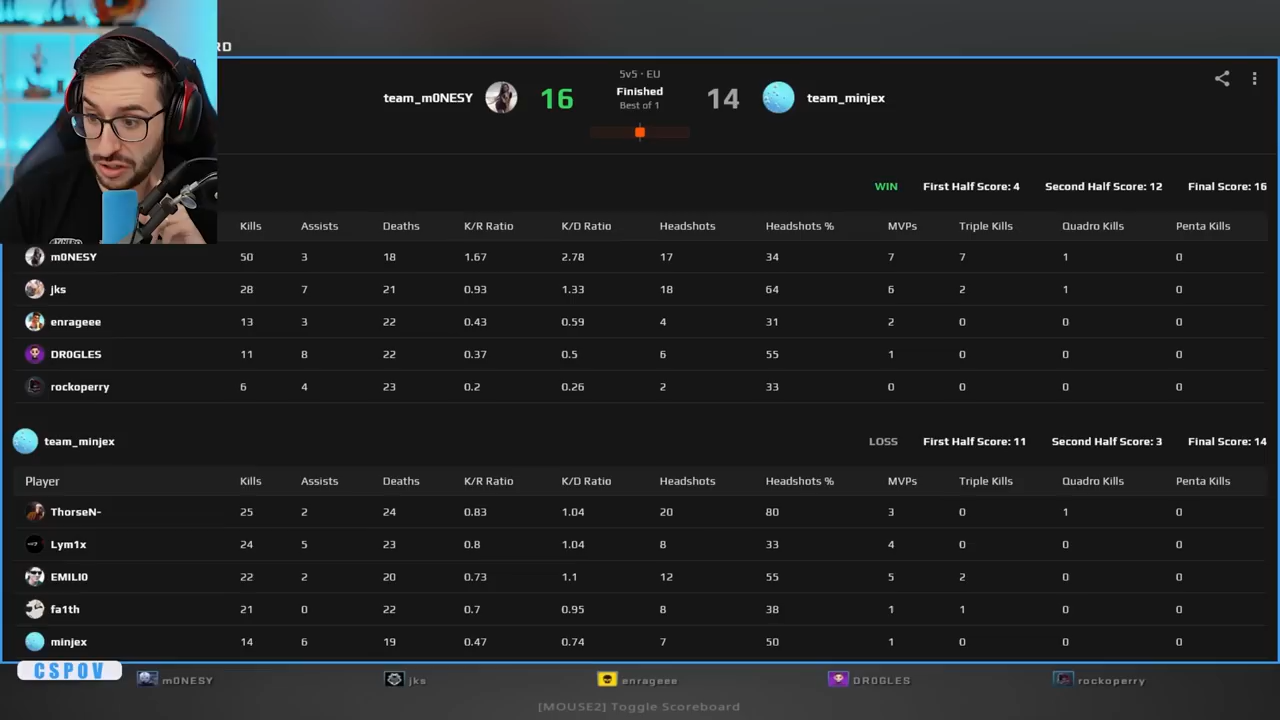 RD
team_m0NESY 16 5v5 · EU 14 team_minjex
Finished
Best of 1
WIN First Half Score: 4 Second Half Score: 12 Final Score: 16
Kills Assists Deaths K/R Ratio K/D Ratio Headshots Headshots % MVPs Triple Kills Quadro Kills Penta Kills
m0NESY 50 3 18 1.67 2.78 17 34 7 7 1 0
jks 28 7 21 0.93 1.33 18 64 6 2 1 0
enrageee 13 3 22 0.43 0.59 4 31 2 0 0 0
DR0GLES 11 8 22 0.37 0.5 6 55 1 0 0 0
rockoperry 6 4 23 0.2 0.26 2 33 0 0 0 0
team_minjex LOSS First Half Score: 11 Second Half Score: 3 Final Score: 14
Player Kills Assists Deaths K/R Ratio K/D Ratio Headshots Headshots % MVPs Triple Kills Quadro Kills Penta Kills
ThorseN- 25 2 24 0.83 1.04 20 80 3 0 1 0
Lym1x 24 5 23 0.8 1.04 8 33 4 0 0 0
EMILI0 22 2 20 0.73 1.1 12 55 5 2 0 0
fa1th 21 0 22 0.7 0.95 8 38 1 1 0 0
minjex 14 6 19 0.47 0.74 7 50 1 0 0 0
CSPOV m0NESY jks enrageee DR0GLES rockoperry
[MOUSE2] Toggle Scoreboard